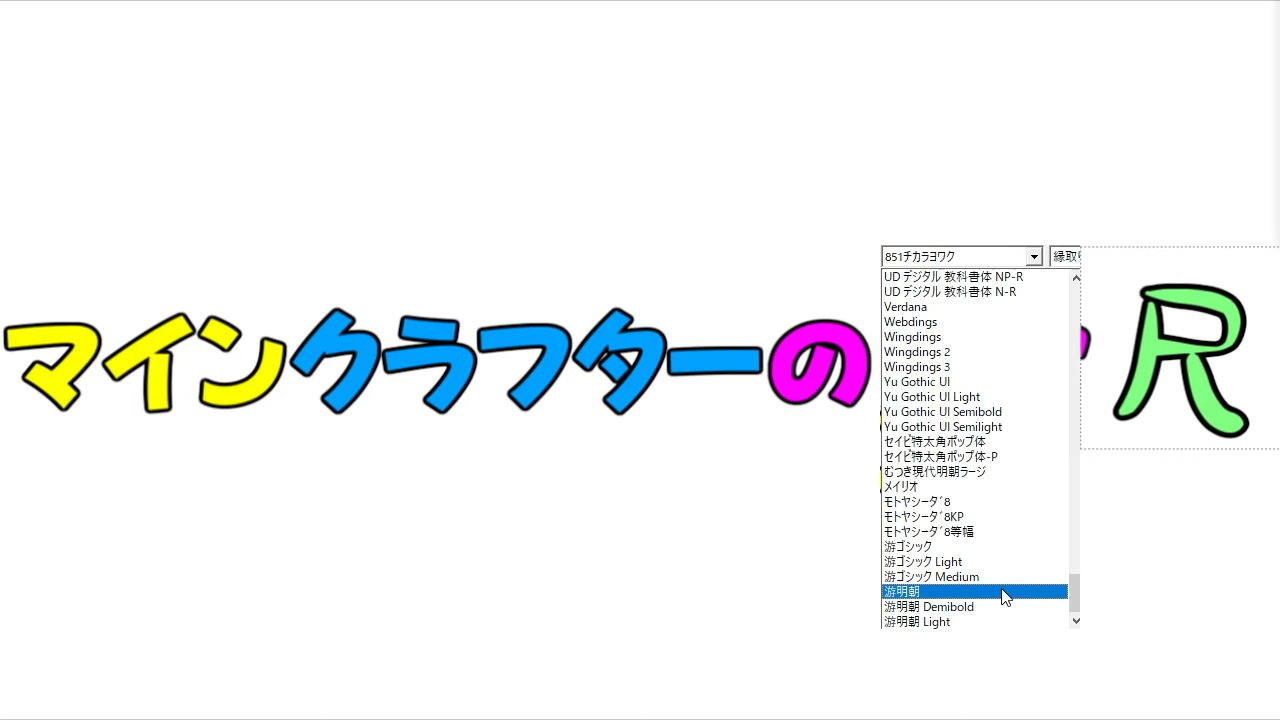 マインクラフターの
R
851チカラヨワク
縁取り
UD デジタル 教科書体 NP-R
UD デジタル 教科書体 N-R
Verdana
Webdings
Wingdings
Wingdings 2
Wingdings 3
Yu Gothic UI
Yu Gothic UI Light
Yu Gothic UI Semibold
Yu Gothic UI Semilight
セイビ特太角ポップ体
セイビ特太角ポップ体-P
むつき現代明朝ラージ
メイリオ
モトヤシーダ゛8
モトヤシーダ゛8KP
モトヤシーダ゛8等幅
游ゴシック
游ゴシック Light
游ゴシック Medium
游明朝
游明朝 Demibold
游明朝 Light